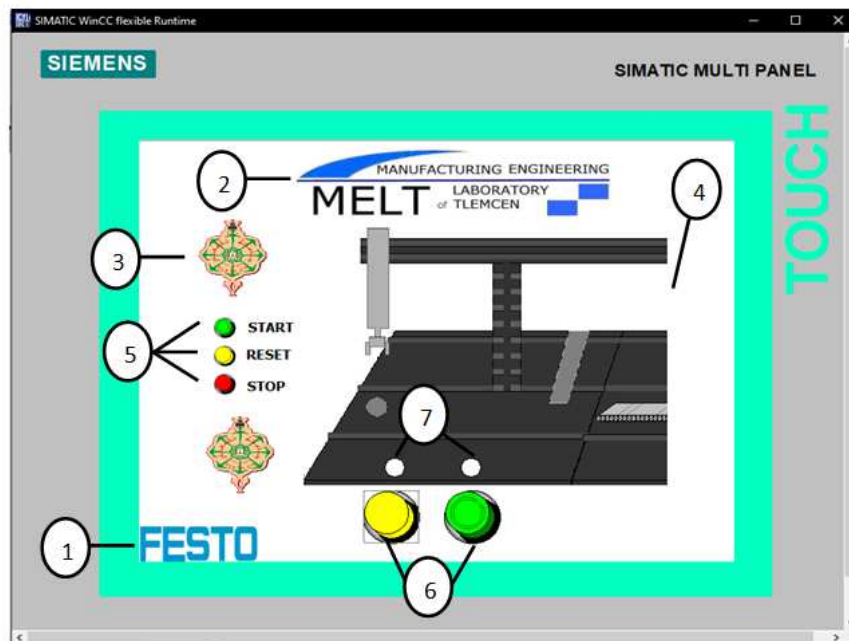 SIMATIC WinCC flexible Runtime
SIEMENS
SIMATIC MULTI PANEL
TOUCH
2
MANUFACTURING ENGINEERING
MELT LABORATORY
of TLEMCEN
4
3
START
5
RESET
STOP
7
1
FESTO
6